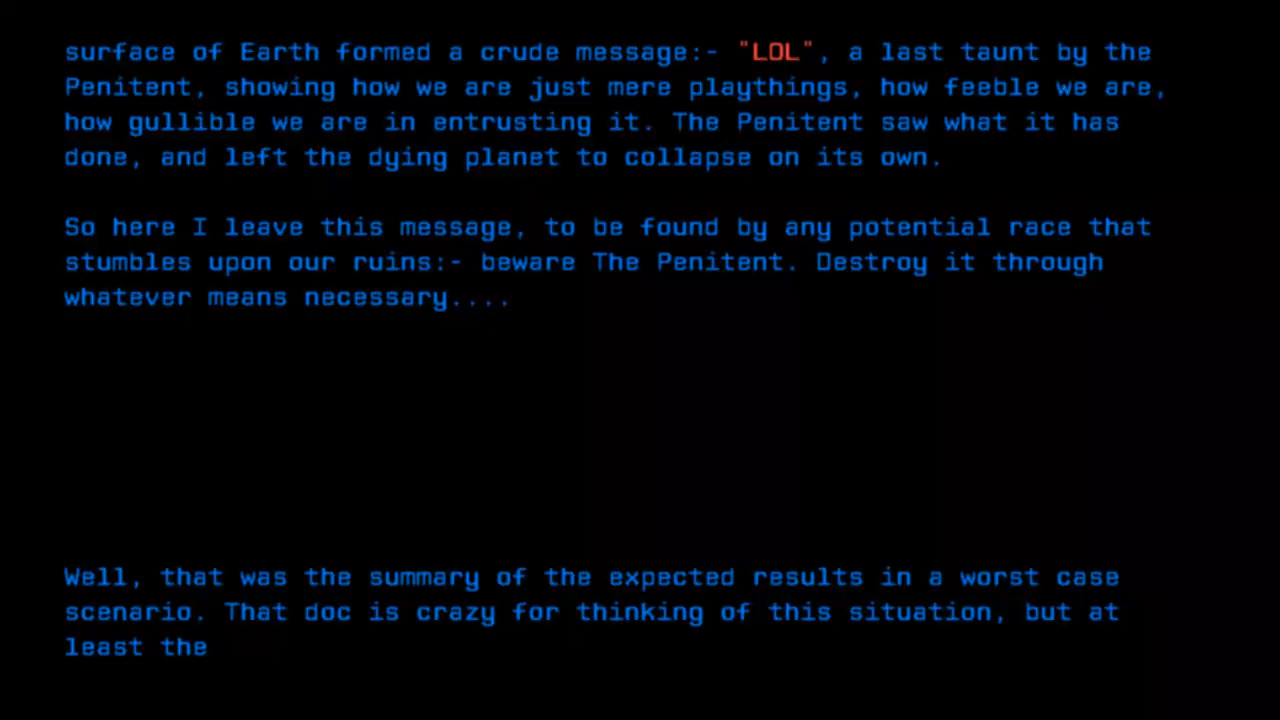 surface of Earth formed a crude message:- "LOL", a last taunt by the
Penitent, showing how we are just mere playthings, how feeble we are,
how gullible we are in entrusting it. The Penitent saw what it has
done, and left the dying planet to collapse on its own.
So here I leave this message, to be found by any potential race that
stumbles upon our ruins:- beware The Penitent. Destroy it through
whatever means necessary....
Well, that was the summary of the expected results in a worst case
scenario. That doc is crazy for thinking of this situation, but at
least the